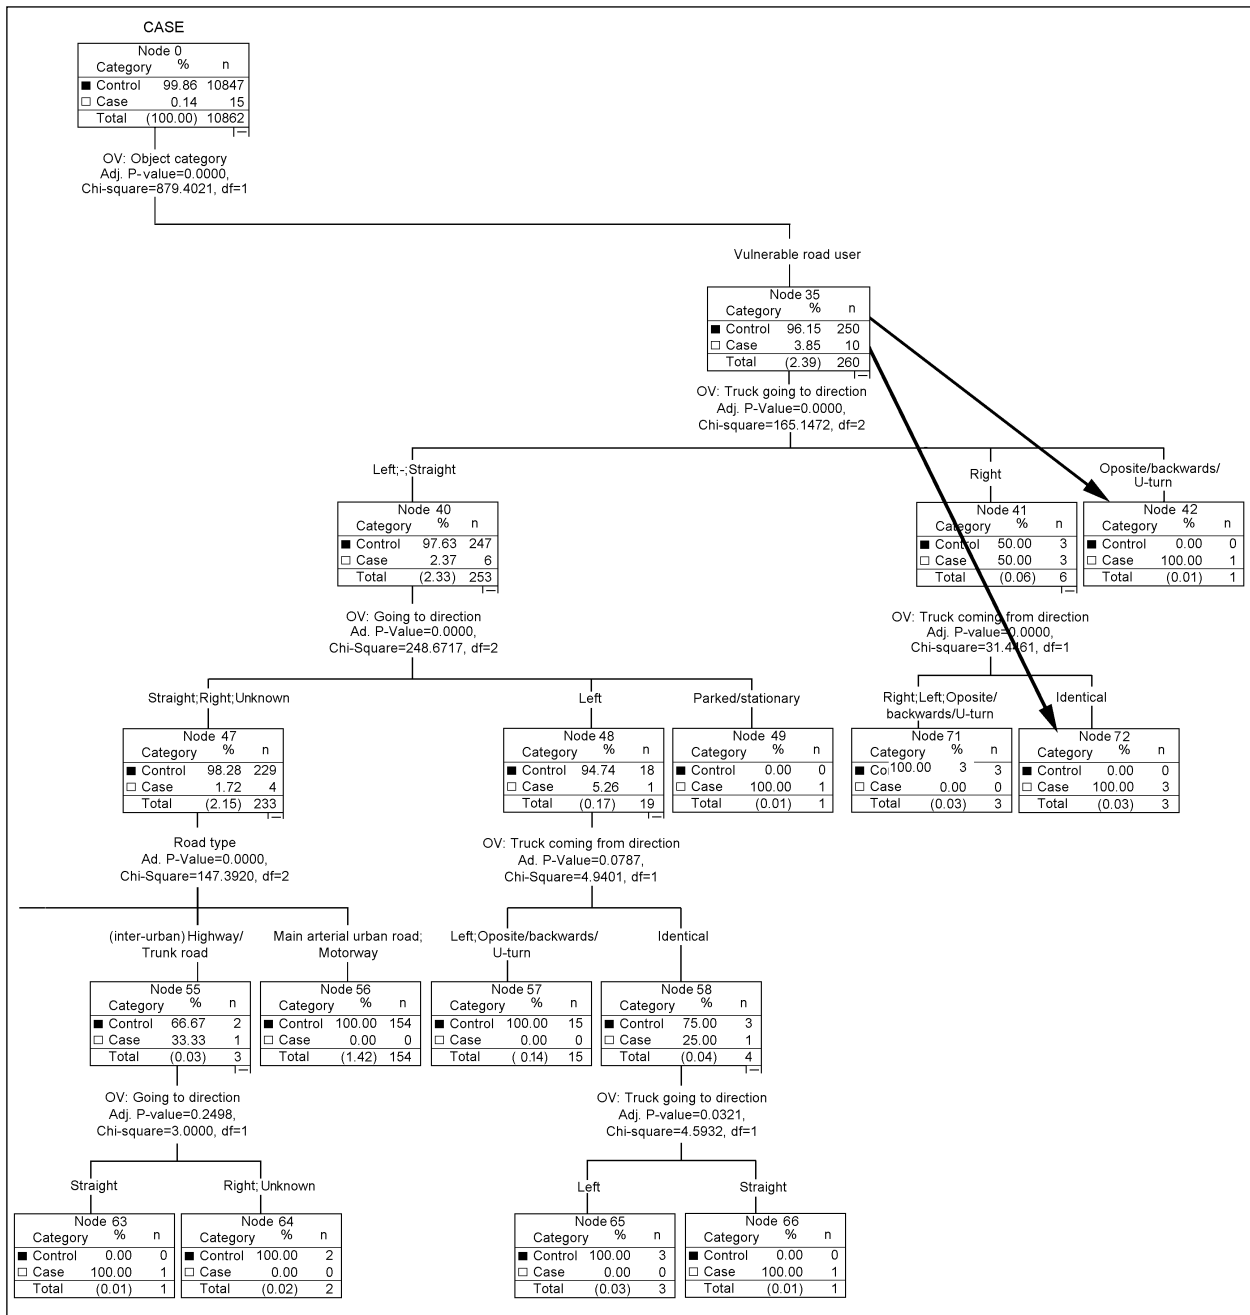 CASE
Node 0
Category % n
Control 99.86 10847
Case 0.14 15
Total (100.00) 10862
OV: Object category
Adj. P-value=0.0000,
Chi-square=879.4021, df=1
Vulnerable road user
Node 35
Category % n
Control 96.15 250
Case 3.85 10
Total (2.39) 260
OV: Truck going to direction
Adj. P-Value=0.0000,
Chi-square=165.1472, df=2
Left;-;Straight
Node 40
Category % n
Control 97.63 247
Case 2.37 6
Total (2.33) 253
Right
Node 41
Category % n
Control 50.00 3
Case 50.00 3
Total (0.06) 6
Oposite/backwards/
U-turn
Node 42
Category % n
Control 0.00 0
Case 100.00 1
Total (0.01) 1
OV: Going to direction
Ad. P-Value=0.0000,
Chi-Square=248.6717, df=2
OV: Truck coming from direction
Adj. P-value=0.0000,
Chi-square=31.4461, df=1
Straight;Right;Unknown
Node 47
Category % n
Control 98.28 229
Case 1.72 4
Total (2.15) 233
Left
Node 48
Category % n
Control 94.74 18
Case 5.26 1
Total (0.17) 19
Parked/stationary
Node 49
Category % n
Control 0.00 0
Case 100.00 1
Total (0.01) 1
Right;Left;Oposite/
backwards/U-turn
Node 71
Category % n
Co 100.00 3 3
Case 0.00 0
Total (0.03) 3
Identical
Node 72
Category % n
Control 0.00 0
Case 100.00 3
Total (0.03) 3
Road type
Ad. P-Value=0.0000,
Chi-Square=147.3920, df=2
OV: Truck coming from direction
Ad. P-Value=0.0787,
Chi-Square=4.9401, df=1
(inter-urban) Highway/
Trunk road
Node 55
Category % n
Control 66.67 2
Case 33.33 1
Total (0.03) 3
Main arterial urban road;
Motorway
Node 56
Category % n
Control 100.00 154
Case 0.00 0
Total (1.42) 154
Left;Oposite/backwards/
U-turn
Node 57
Category % n
Control 100.00 15
Case 0.00 0
Total ( 0.14) 15
Identical
Node 58
Category % n
Control 75.00 3
Case 25.00 1
Total (0.04) 4
OV: Going to direction
Adj. P-value=0.2498,
Chi-square=3.0000, df=1
OV: Truck going to direction
Adj. P-value=0.0321,
Chi-square=4.5932, df=1
Straight
Node 63
Category % n
Control 0.00 0
Case 100.00 1
Total (0.01) 1
Right;Unknown
Node 64
Category % n
Control 100.00 2
Case 0.00 0
Total (0.02) 2
Left
Node 65
Category % n
Control 100.00 3
Case 0.00 0
Total (0.03) 3
Straight
Node 66
Category % n
Control 0.00 0
Case 100.00 1
Total (0.01) 1